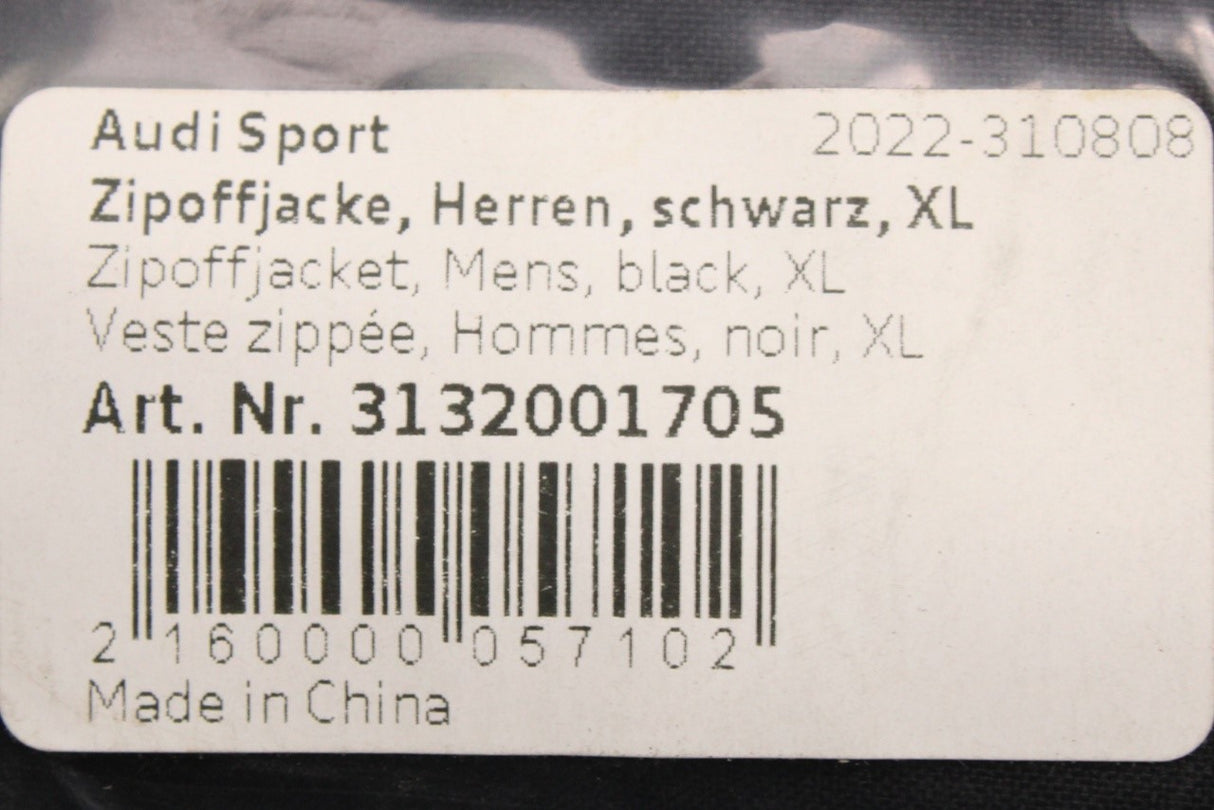 Audi Sport 2022-310808
Zipoffjacke, Herren, schwarz, XL
Zipoffjacket, Mens, black, XL
Veste zippée, Hommes, noir, XL
Art. Nr. 3132001705
2 160000 057102
Made in China